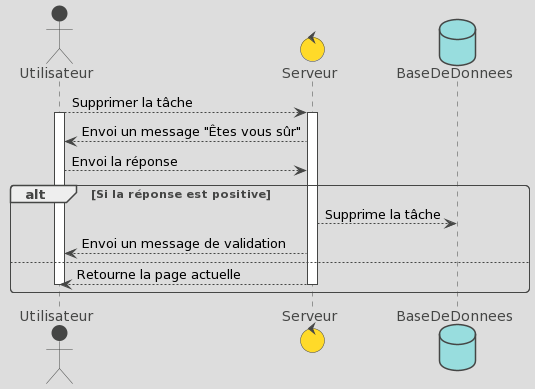 Utilisateur
Serveur
BaseDeDonnees
Supprimer la tâche
Envoi un message "Êtes vous sûr"
Envoi la réponse
alt
[Si la réponse est positive]
Supprime la tâche
Envoi un message de validation
Retourne la page actuelle
Utilisateur
Serveur
BaseDeDonnees